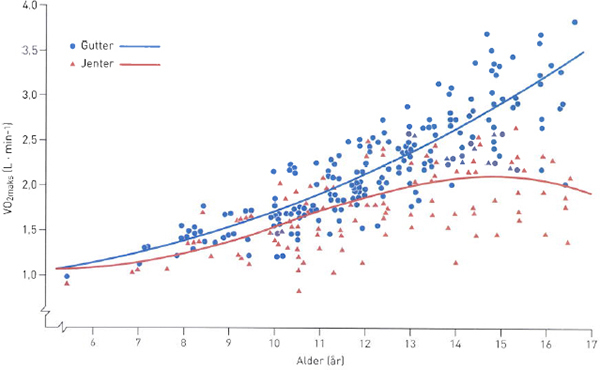 4.0
3,5
3,0
2,5
2,0
1,5
1,0
VO2maks (L · min-1)
Gutter
Jenter
6 7 8 9 10 11 12 13 14 15 16 17
Alder (år)